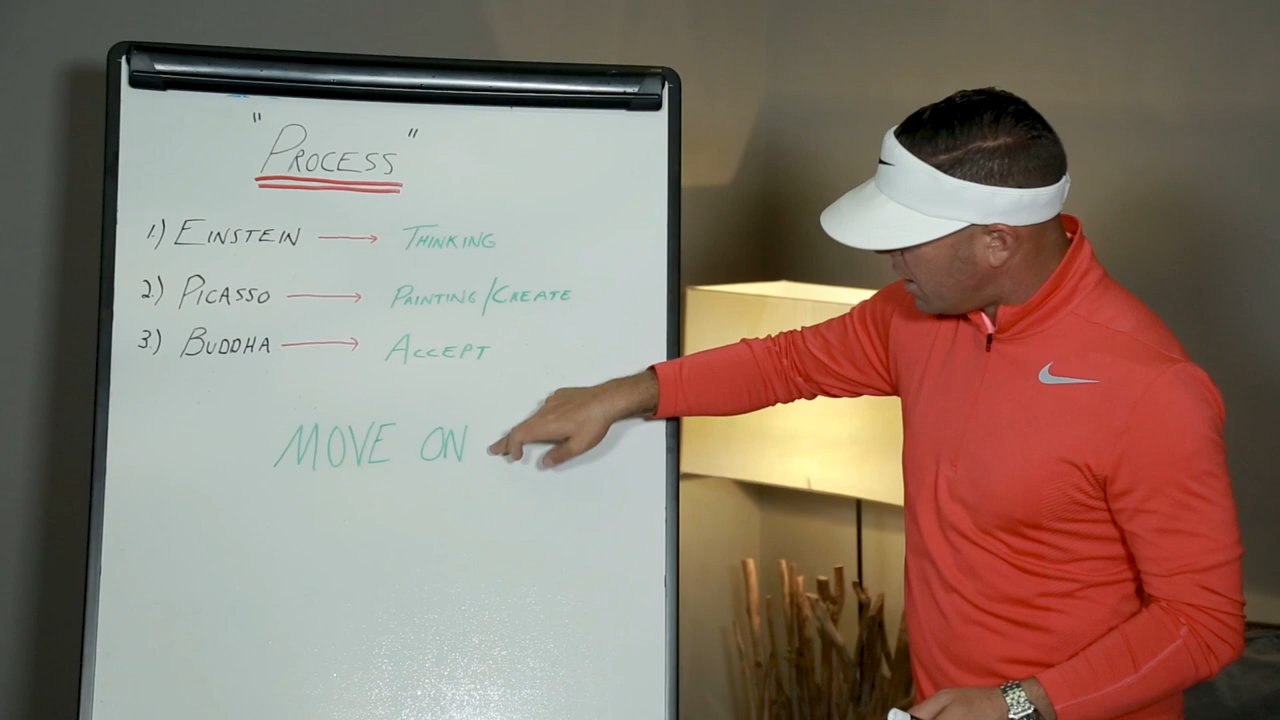 "PROCESS"
1.) EINSTEIN → THINKING
2.) PICASSO → PAINTING/CREATE
3.) BUDDHA → ACCEPT
MOVE ON